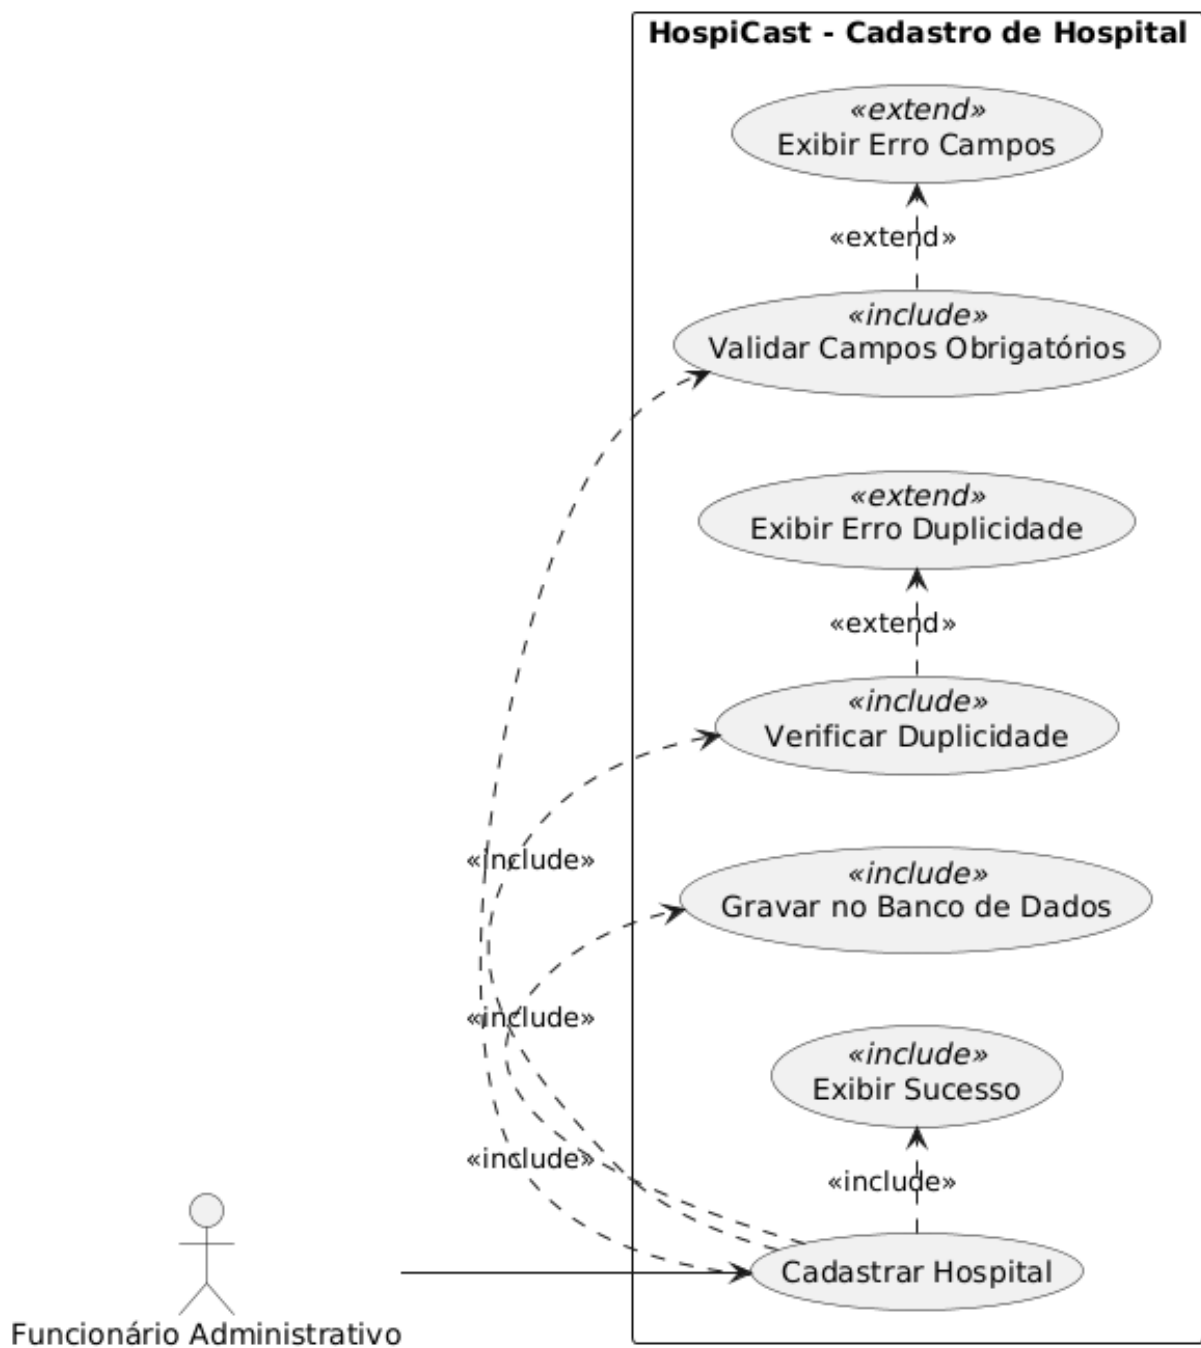 HospiCast - Cadastro de Hospital
«extend»
Exibir Erro Campos
«extend»
«include»
Validar Campos Obrigatórios
«extend»
Exibir Erro Duplicidade
«extend»
«include»
Verificar Duplicidade
«include»
«include»
Gravar no Banco de Dados
«include»
«include»
Exibir Sucesso
«include»
«include»
Cadastrar Hospital
Funcionário Administrativo